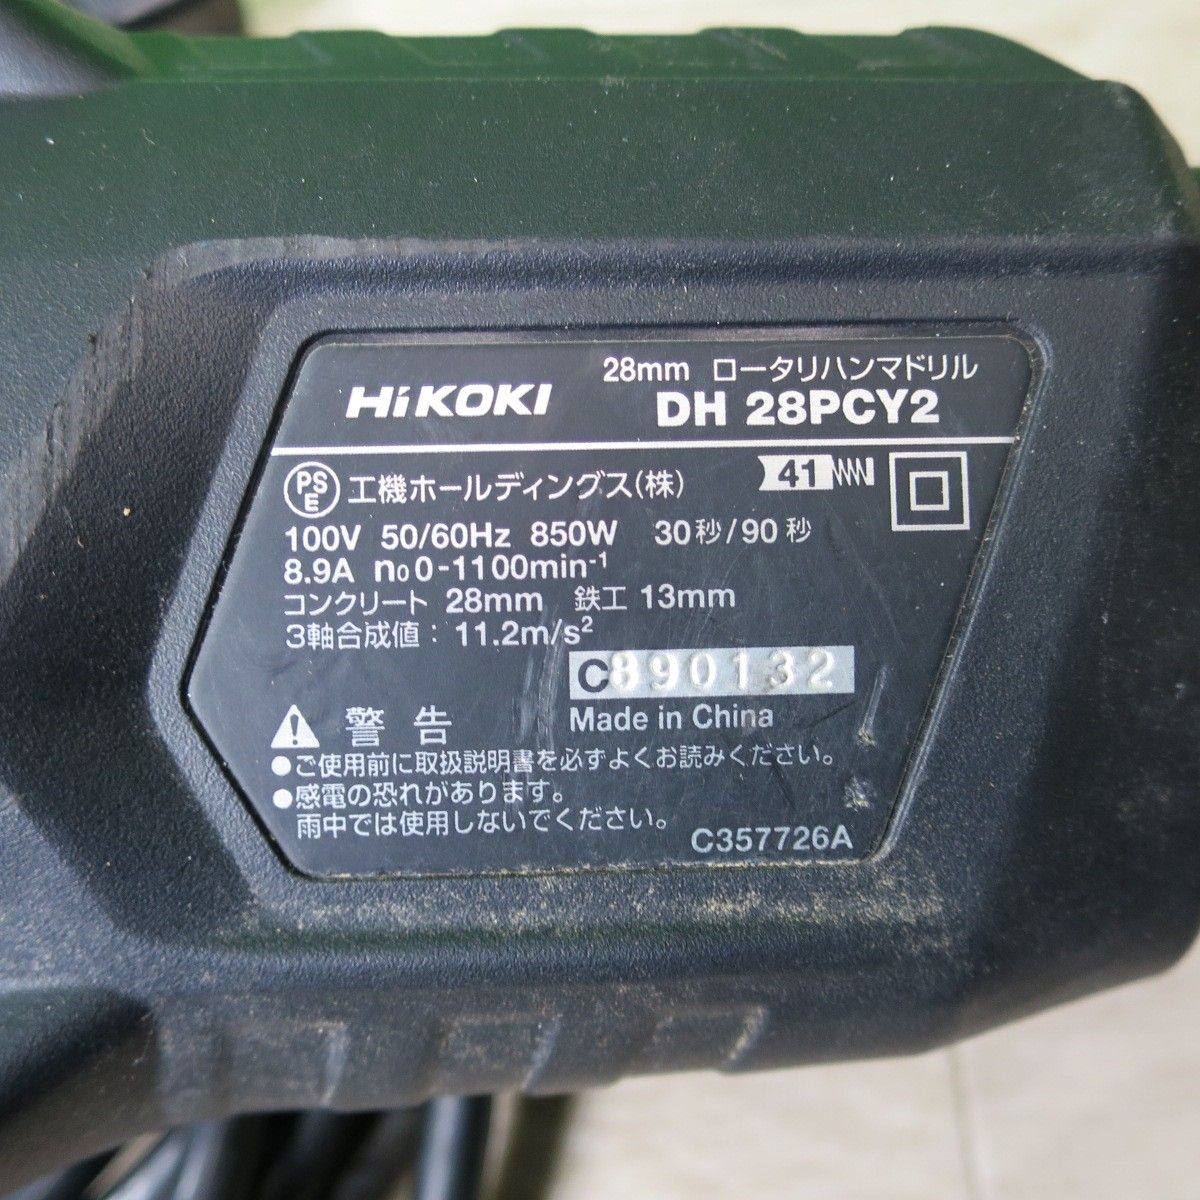 28mm ロータリハンマドリル
HiKOKI DH 28PCY2
PSE 工機ホールディングス(株) 41
100V 50/60Hz 850W 30秒/90秒
8.9A n₀0-1100min⁻¹
コンクリート 28mm 鉄工 13mm
3軸合成値: 11.2m/s²
C890132
Made in China
警告
●ご使用前に取扱説明書を必ずよくお読みください。
●感電の恐れがあります。
雨中では使用しないでください。
C357726A